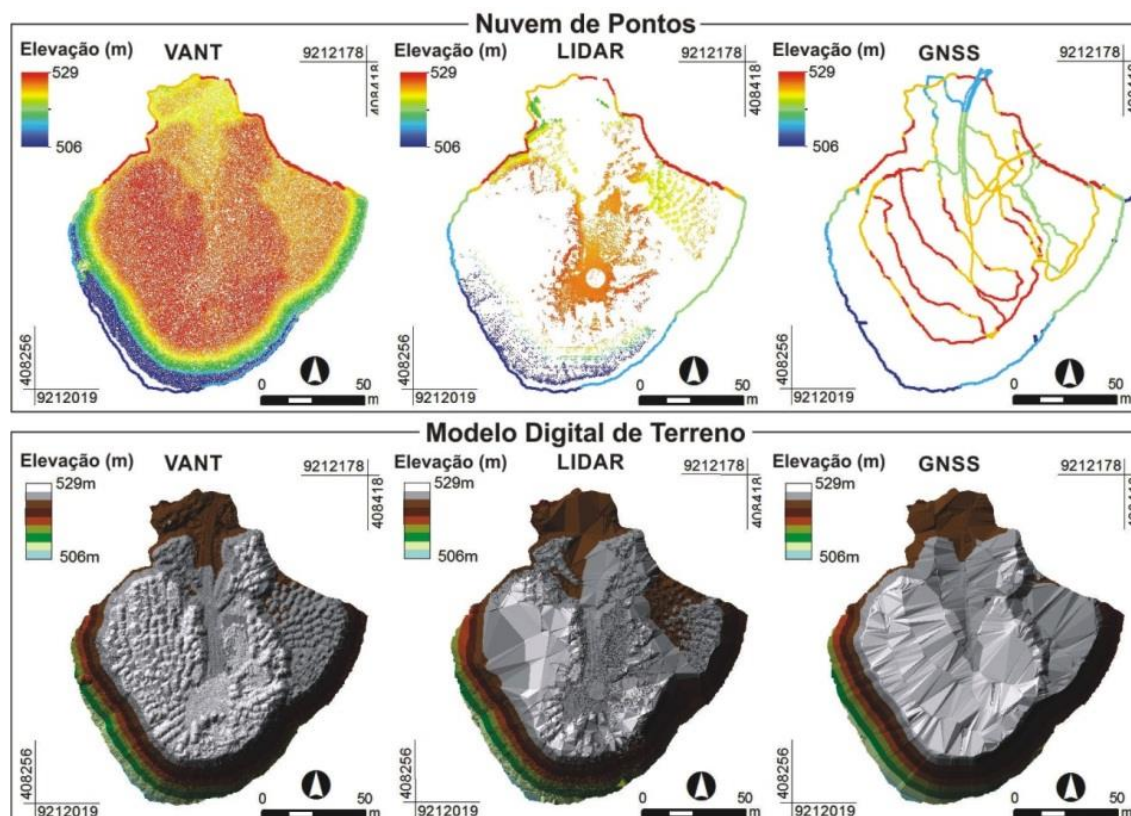 Nuvem de Pontos
Elevação (m) VANT 9212178 Elevação (m) LIDAR 9212178 Elevação (m) GNSS 9212178
529 408418 529 408418 529 408418
506 506 506
408256 408256 408256
0 50 0 50 0 50
9212019 m 9212019 m 9212019 m
Modelo Digital de Terreno
Elevação (m) VANT 9212178 Elevação (m) LIDAR 9212178 Elevação (m) GNSS 9212178
529m 408418 529m 408418 529m 408418
506m 506m 506m
408256 408256 408256
0 50 0 50 0 50
9212019 m 9212019 m 9212019 m